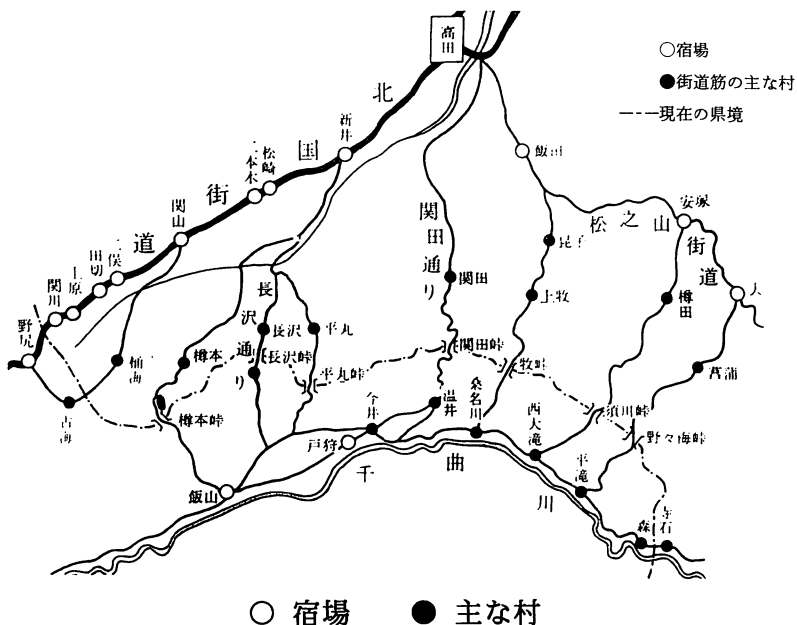 高田
○宿場
●街道筋の主な村
現在の県境
北国街道
新井
松崎
二本木
関山
二俣
田切
上原
関川
野尻
古海
樽本
樽本峠
長沢通り
長沢
長沢峠
平丸
平丸峠
関田通り
関田
関田峠
温井
今井
戸狩
飯山
飯田
松之山街道
安塚
樽田
菖蒲
上牧
牧峠
桑名川
西大滝
平滝
須川峠
野々海峠
森
千曲川
○ 宿場
● 主な村